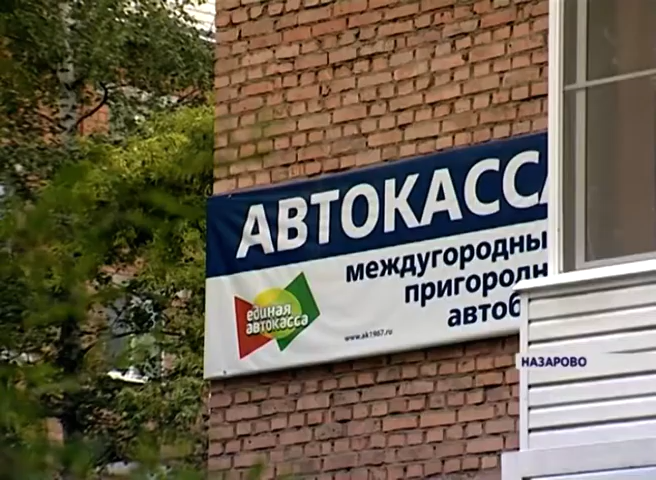 АВТОКАССА
междугородны
пригородн
автоб
единая
автокасса
www.ak1967.ru
НАЗАРОВО